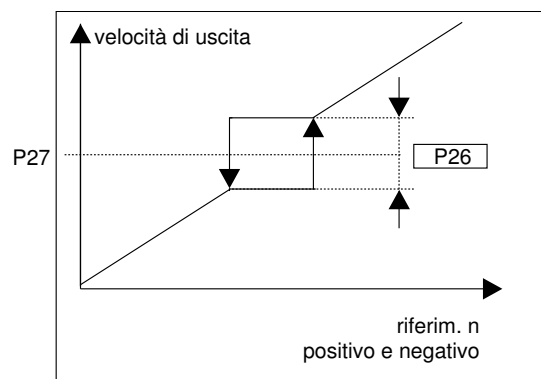 velocità di uscita
P27
P26
riferim. n
positivo e negativo